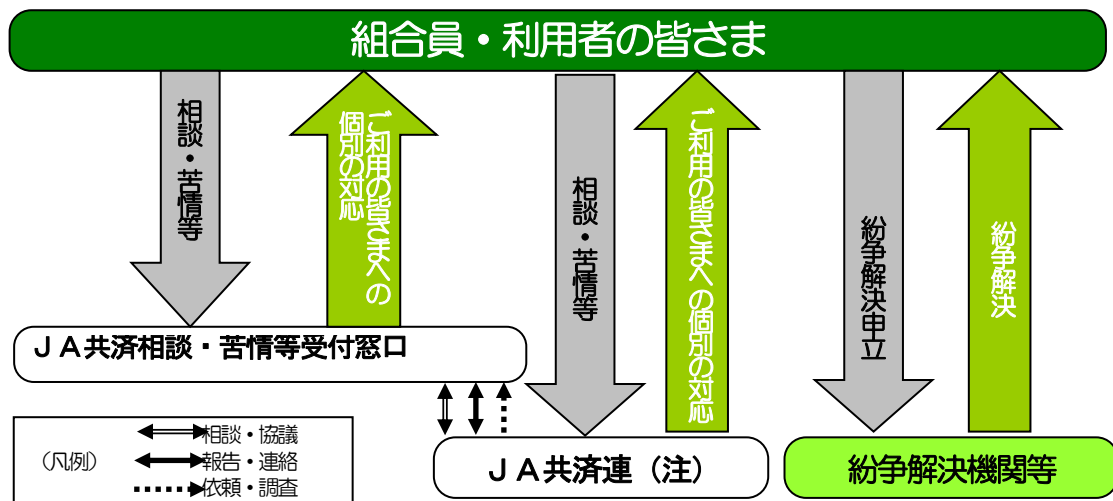 組合員・利用者の皆さま
相談・苦情等
ご利用の皆さまへの
個別の対応
相談・苦情等
ご利用の皆さまへ の個別の対応
紛争解決申立
紛争解決
ＪＡ共済相談・苦情等受付窓口
（凡例）
相談・協議
報告・連絡
依頼・調査
ＪＡ共済連（注）
紛争解決機関等